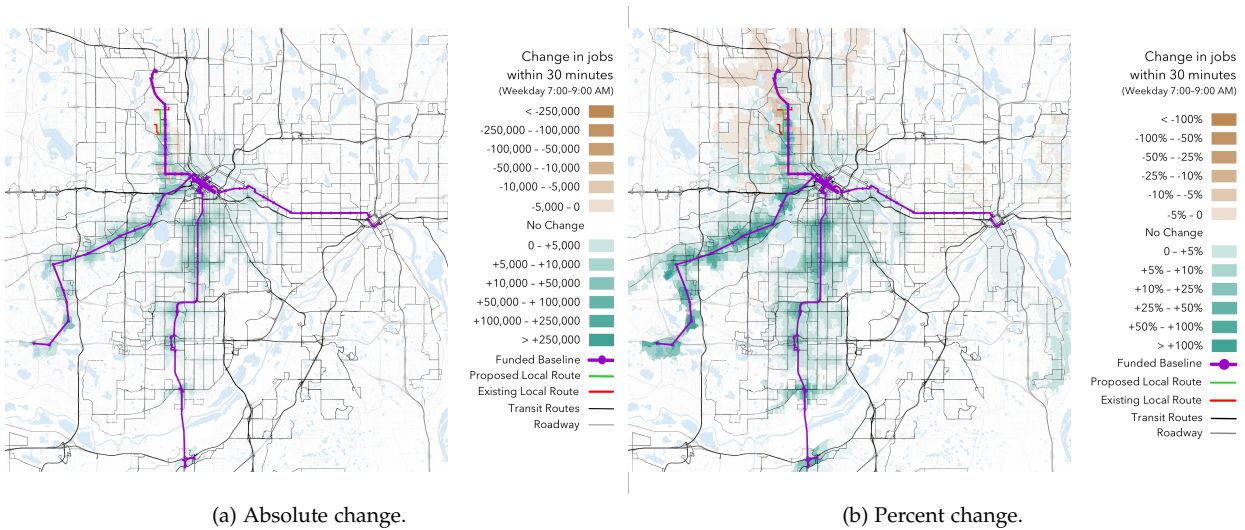 Change in jobs
within 30 minutes
(Weekday 7:00–9:00 AM)
< -250,000
-250,000 – -100,000
-100,000 – -50,000
-50,000 – -10,000
-10,000 – -5,000
-5,000 – 0
No Change
0 – +5,000
+5,000 – +10,000
+10,000 – +50,000
+50,000 – + 100,000
+100,000 – +250,000
> +250,000
Funded Baseline
Proposed Local Route
Existing Local Route
Transit Routes
Roadway
(a) Absolute change.
Change in jobs
within 30 minutes
(Weekday 7:00–9:00 AM)
< -100%
-100% – -50%
-50% – -25%
-25% – -10%
-10% – -5%
-5% – 0
No Change
0 – +5%
+5% – +10%
+10% – +25%
+25% – +50%
+50% – +100%
> +100%
Funded Baseline
Proposed Local Route
Existing Local Route
Transit Routes
Roadway
(b) Percent change.